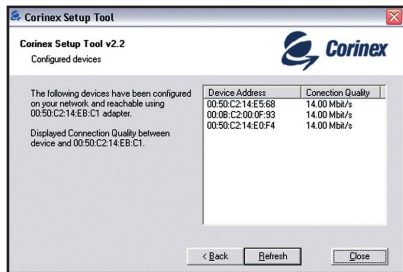 Corinex Setup Tool
Corinex Setup Tool v2.2
Configured devices
Corinex
The following devices have been configured
on your network and reachable using
00:50:C2:14:EB:C1 adapter.
Displayed Connection Quality between
device and 00:50:C2:14:EB:C1.
Device Address Conection Quality
00:50:C2:14:E5:68 14.00 Mbit/s
00:0B:C2:00:0F:93 14.00 Mbit/s
00:50:C2:14:E0:F4 14.00 Mbit/s
< Back Refresh Close